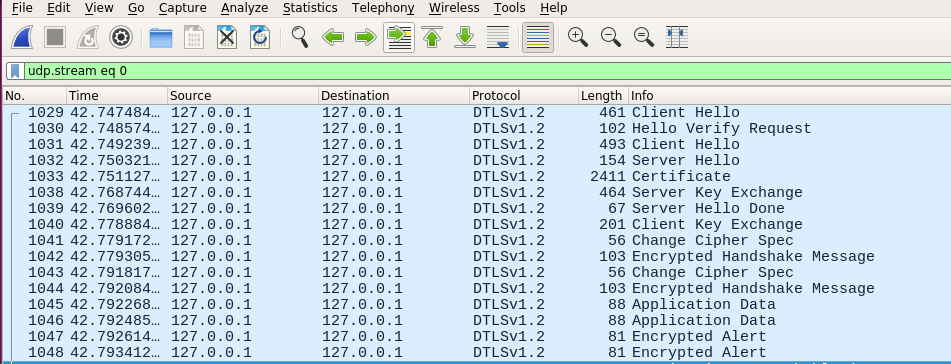 File Edit View Go Capture Analyze Statistics Telephony Wireless Tools Help
udp.stream eq 0
No. Time Source Destination Protocol Length Info
1029 42.747484… 127.0.0.1 127.0.0.1 DTLSv1.2 461 Client Hello
1030 42.748574… 127.0.0.1 127.0.0.1 DTLSv1.2 102 Hello Verify Request
1031 42.749239… 127.0.0.1 127.0.0.1 DTLSv1.2 493 Client Hello
1032 42.750321… 127.0.0.1 127.0.0.1 DTLSv1.2 154 Server Hello
1033 42.751127… 127.0.0.1 127.0.0.1 DTLSv1.2 2411 Certificate
1038 42.768744… 127.0.0.1 127.0.0.1 DTLSv1.2 464 Server Key Exchange
1039 42.769602… 127.0.0.1 127.0.0.1 DTLSv1.2 67 Server Hello Done
1040 42.778884… 127.0.0.1 127.0.0.1 DTLSv1.2 201 Client Key Exchange
1041 42.779172… 127.0.0.1 127.0.0.1 DTLSv1.2 56 Change Cipher Spec
1042 42.779305… 127.0.0.1 127.0.0.1 DTLSv1.2 103 Encrypted Handshake Message
1043 42.791817… 127.0.0.1 127.0.0.1 DTLSv1.2 56 Change Cipher Spec
1044 42.792084… 127.0.0.1 127.0.0.1 DTLSv1.2 103 Encrypted Handshake Message
1045 42.792268… 127.0.0.1 127.0.0.1 DTLSv1.2 88 Application Data
1046 42.792485… 127.0.0.1 127.0.0.1 DTLSv1.2 88 Application Data
1047 42.792614… 127.0.0.1 127.0.0.1 DTLSv1.2 81 Encrypted Alert
1048 42.793412… 127.0.0.1 127.0.0.1 DTLSv1.2 81 Encrypted Alert